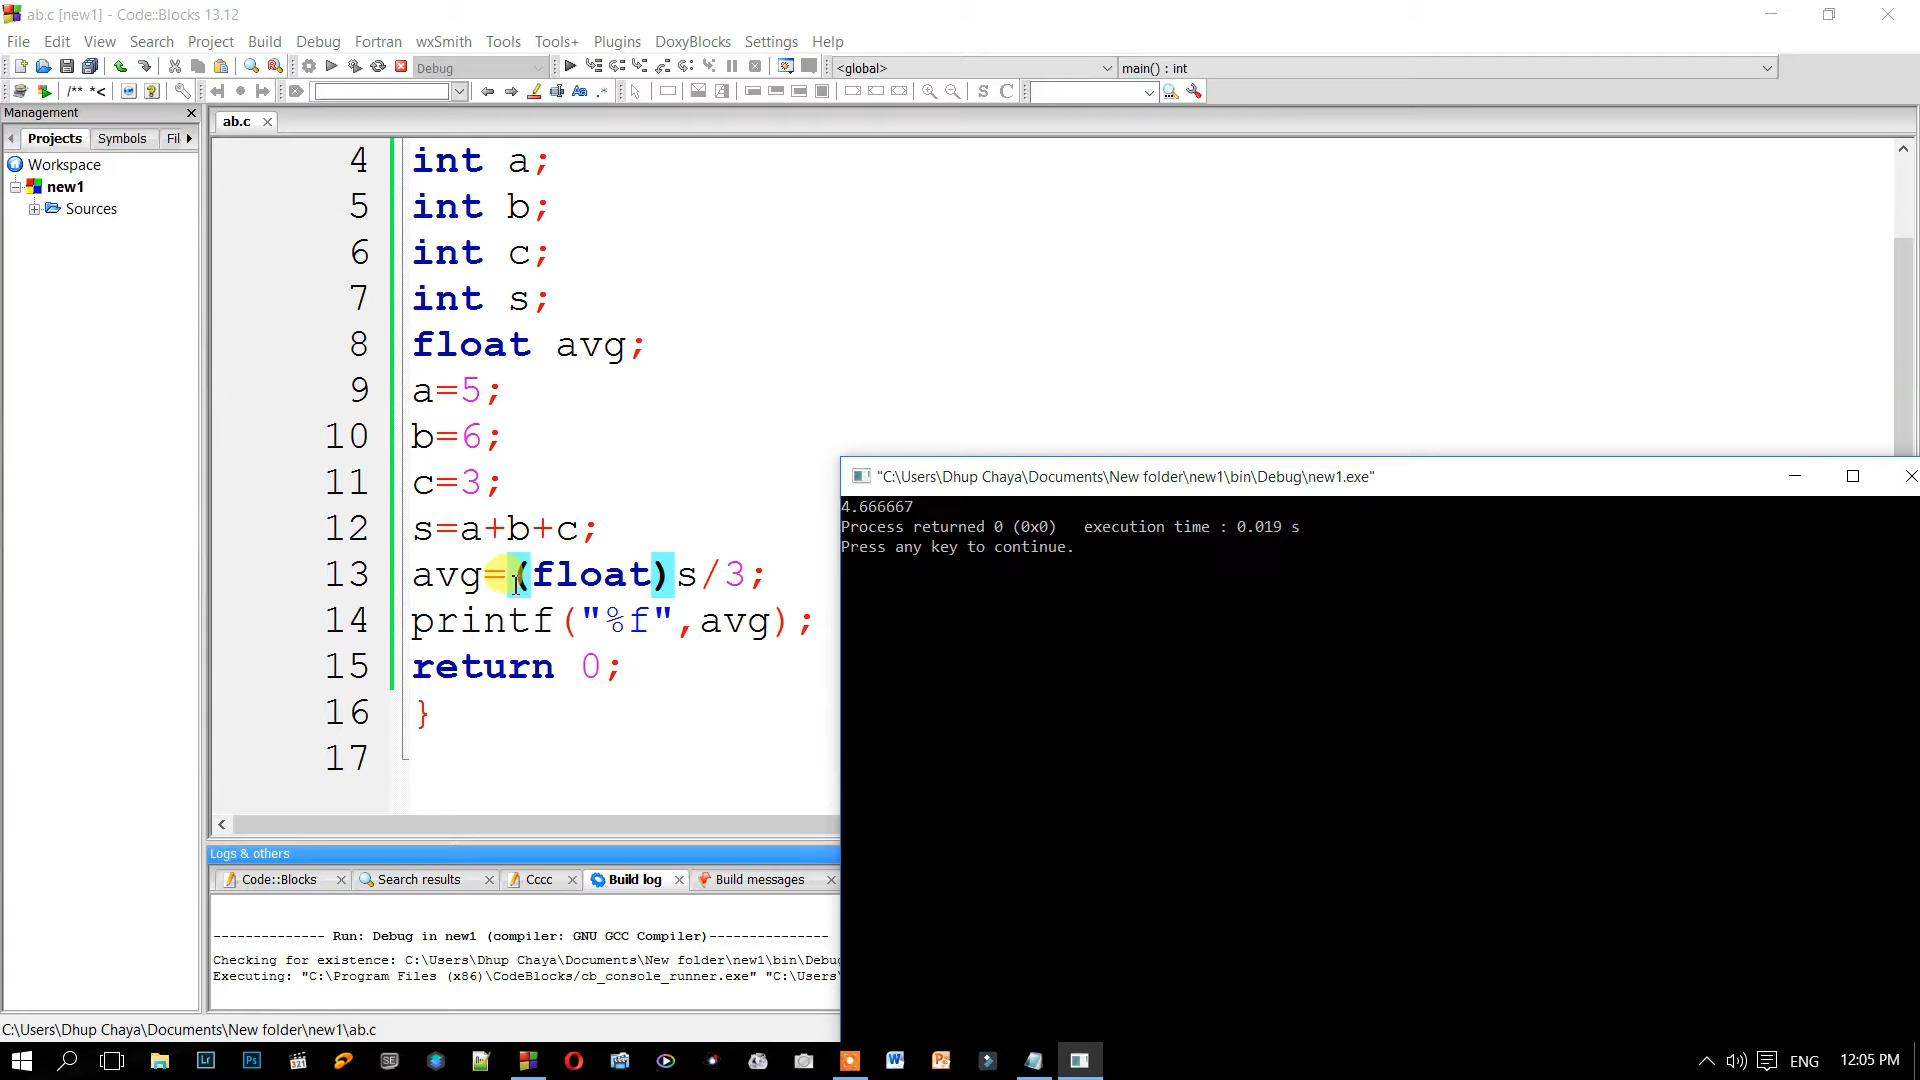 ab.c [new1] - Code::Blocks 13.12
File Edit View Search Project Build Debug Fortran wxSmith Tools Tools+ Plugins DoxyBlocks Settings Help
Debug <global> main() : int
/** *<
S C
Management
Projects Symbols Fil
ab.c
Workspace
new1
Sources
4 int a;
5 int b;
6 int c;
7 int s;
8 float avg;
9 a=5;
10 b=6;
11 c=3;
12 s=a+b+c;
13 avg=(float)s/3;
14 printf("%f",avg);
15 return 0;
16 }
17
"C:\Users\Dhup Chaya\Documents\New folder\new1\bin\Debug\new1.exe"
4.666667
Process returned 0 (0x0)   execution time : 0.019 s
Press any key to continue.
Logs & others
Code::Blocks Search results Cccc Build log Build messages
-------------- Run: Debug in new1 (compiler: GNU GCC Compiler)---------------
Checking for existence: C:\Users\Dhup Chaya\Documents\New folder\new1\bin\Debu
Executing: "C:\Program Files (x86)\CodeBlocks/cb_console_runner.exe" "C:\Users\
C:\Users\Dhup Chaya\Documents\New folder\new1\ab.c
Lr Ps 321 SE W P ENG 12:05 PM